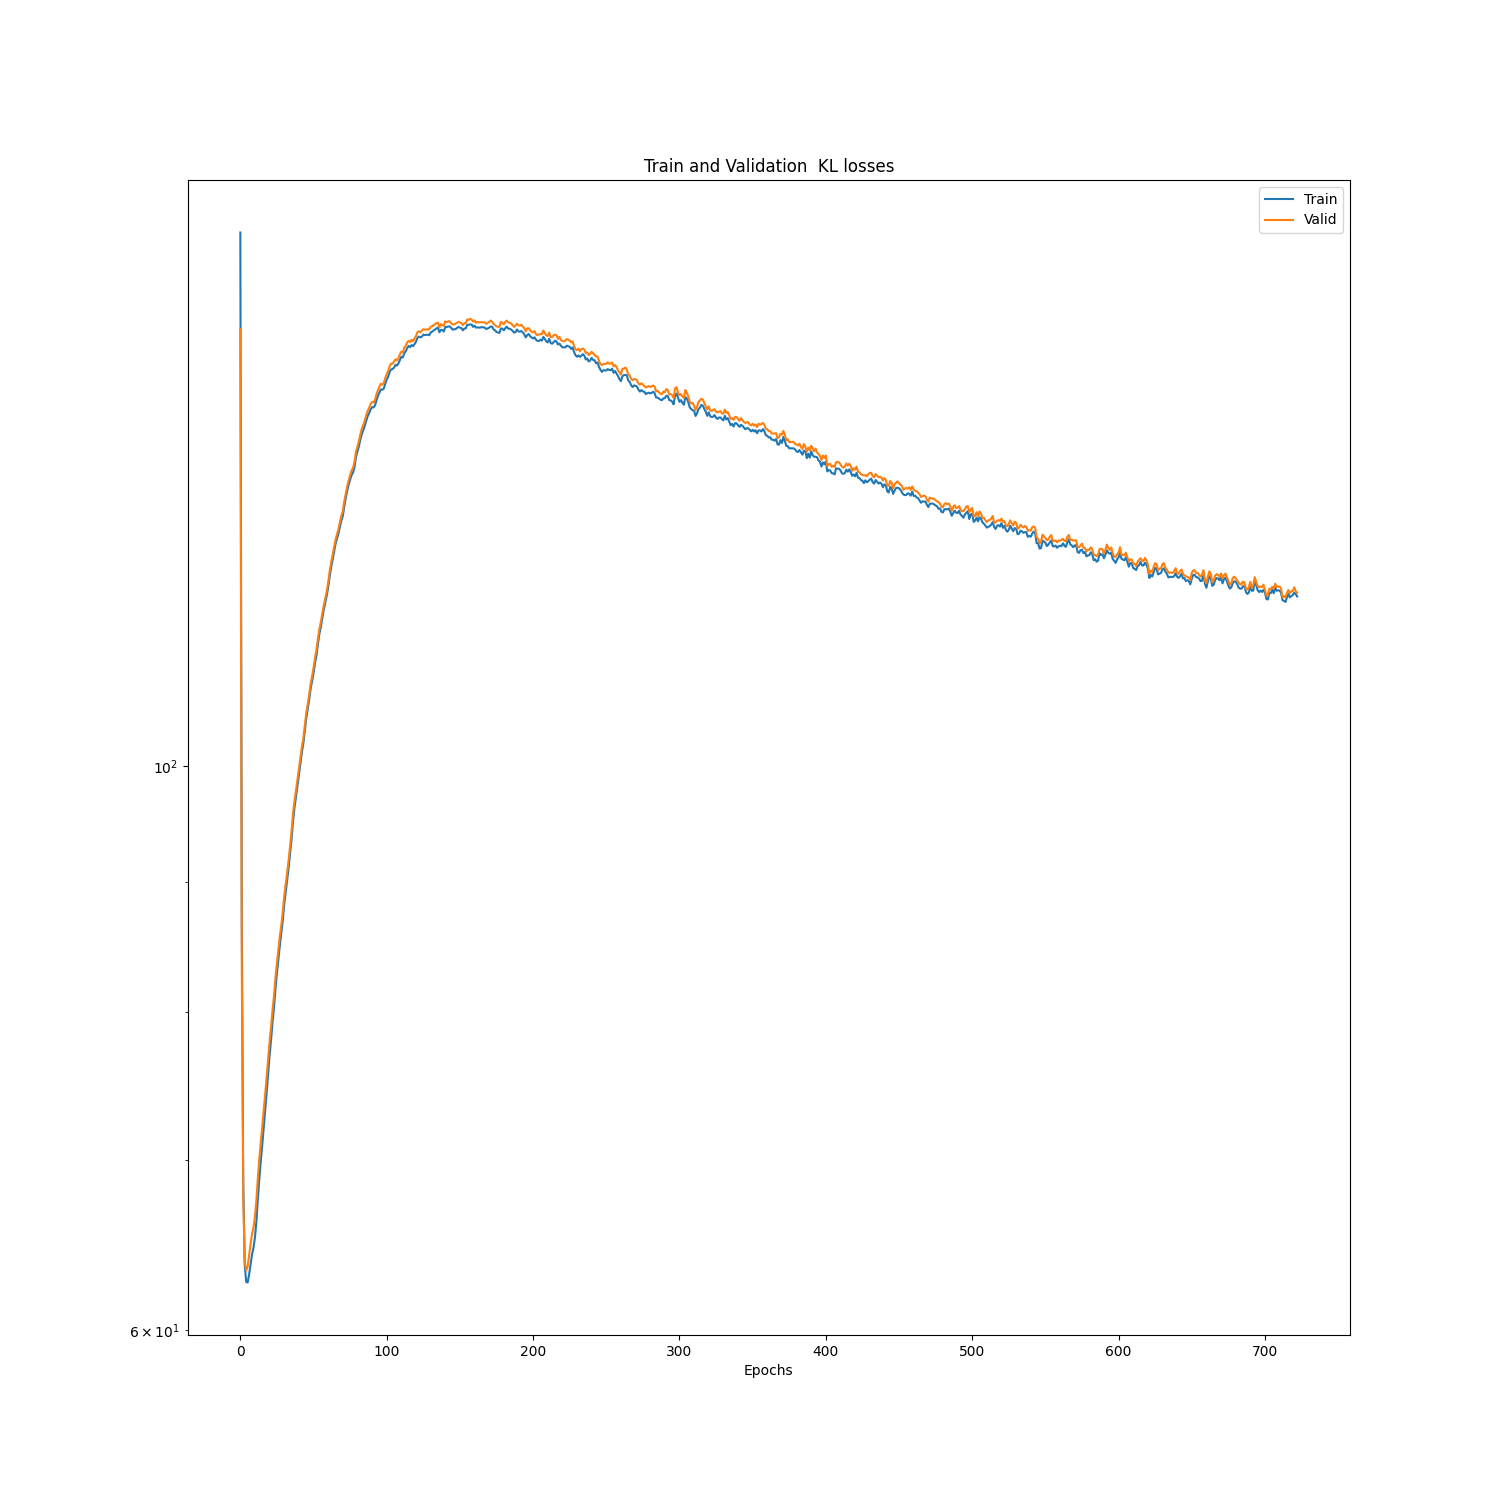 Train and Validation  KL losses
Train
Valid
10²
6 × 10¹
0 100 200 300 400 500 600 700
Epochs